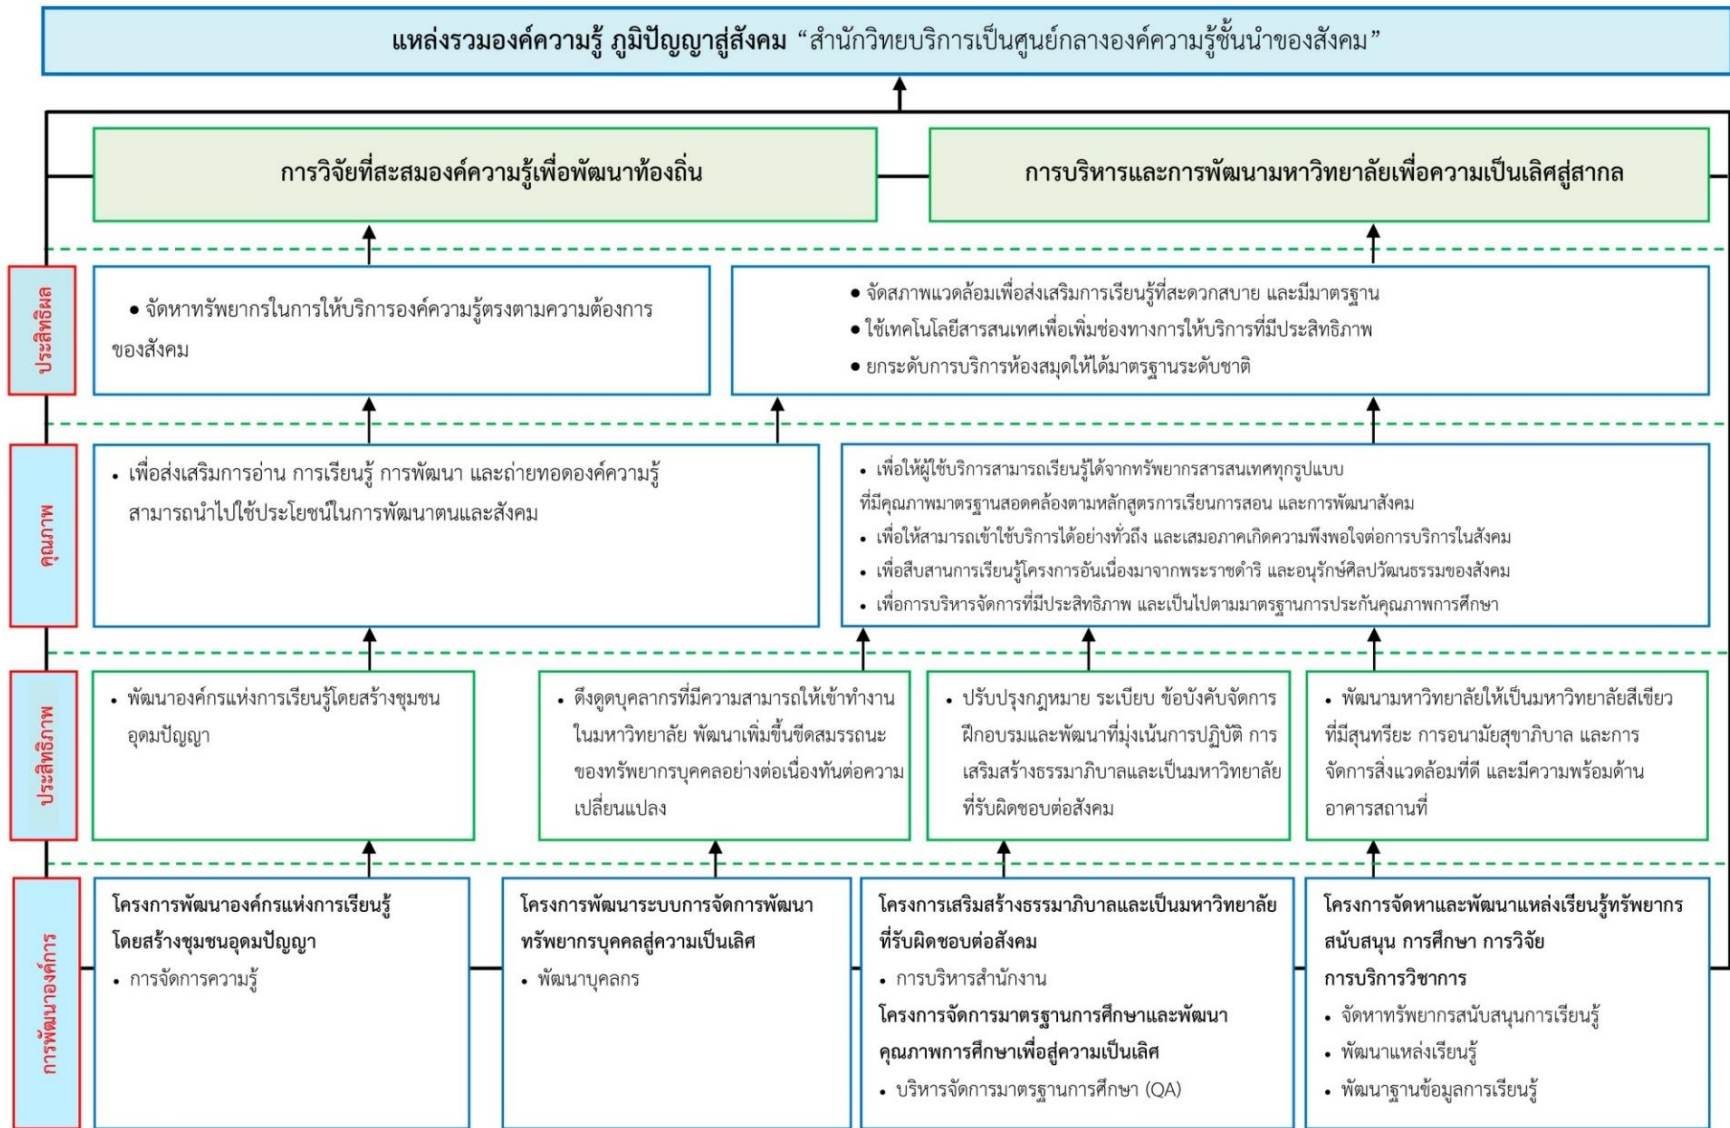 แหล่งรวมองค์ความรู้ ภูมิปัญญาสู่สังคม “สำนักวิทยบริการเป็นศูนย์กลางองค์ความรู้ชั้นนำของสังคม”
การวิจัยที่สะสมองค์ความรู้เพื่อพัฒนาท้องถิ่น
การบริหารและการพัฒนามหาวิทยาลัยเพื่อความเป็นเลิศสู่สากล
ประสิทธิผล
● จัดหาทรัพยากรในการให้บริการองค์ความรู้ตรงตามความต้องการ
ของสังคม
● จัดสภาพแวดล้อมเพื่อส่งเสริมการเรียนรู้ที่สะดวกสบาย และมีมาตรฐาน
● ใช้เทคโนโลยีสารสนเทศเพื่อเพิ่มช่องทางการให้บริการที่มีประสิทธิภาพ
● ยกระดับการบริการห้องสมุดให้ได้มาตรฐานระดับชาติ
คุณภาพ
• เพื่อส่งเสริมการอ่าน การเรียนรู้ การพัฒนา และถ่ายทอดองค์ความรู้
สามารถนำไปใช้ประโยชน์ในการพัฒนาตนและสังคม
• เพื่อให้ผู้ใช้บริการสามารถเรียนรู้ได้จากทรัพยากรสารสนเทศทุกรูปแบบ
ที่มีคุณภาพมาตรฐานสอดคล้องตามหลักสูตรการเรียนการสอน และการพัฒนาสังคม
• เพื่อให้สามารถเข้าใช้บริการได้อย่างทั่วถึง และเสมอภาคเกิดความพึงพอใจต่อการบริการในสังคม
• เพื่อสืบสานการเรียนรู้โครงการอันเนื่องมาจากพระราชดำริ และอนุรักษ์ศิลปวัฒนธรรมของสังคม
• เพื่อการบริหารจัดการที่มีประสิทธิภาพ และเป็นไปตามมาตรฐานการประกันคุณภาพการศึกษา
ประสิทธิภาพ
• พัฒนาองค์กรแห่งการเรียนรู้โดยสร้างชุมชน
อุดมปัญญา
• ดึงดูดบุคลากรที่มีความสามารถให้เข้าทำงาน
ในมหาวิทยาลัย พัฒนาเพิ่มขึ้นขีดสมรรถนะ
ของทรัพยากรบุคคลอย่างต่อเนื่องทันต่อความ
เปลี่ยนแปลง
• ปรับปรุงกฎหมาย ระเบียบ ข้อบังคับจัดการ
ฝึกอบรมและพัฒนาที่มุ่งเน้นการปฏิบัติ การ
เสริมสร้างธรรมาภิบาลและเป็นมหาวิทยาลัย
ที่รับผิดชอบต่อสังคม
• พัฒนามหาวิทยาลัยให้เป็นมหาวิทยาลัยสีเขียว
ที่มีสุนทรียะ การอนามัยสุขาภิบาล และการ
จัดการสิ่งแวดล้อมที่ดี และมีความพร้อมด้าน
อาคารสถานที่
การพัฒนาองค์การ
โครงการพัฒนาองค์กรแห่งการเรียนรู้
โดยสร้างชุมชนอุดมปัญญา
• การจัดการความรู้
โครงการพัฒนาระบบการจัดการพัฒนา
ทรัพยากรบุคคลสู่ความเป็นเลิศ
• พัฒนาบุคลากร
โครงการเสริมสร้างธรรมาภิบาลและเป็นมหาวิทยาลัย
ที่รับผิดชอบต่อสังคม
• การบริหารสำนักงาน
โครงการจัดการมาตรฐานการศึกษาและพัฒนา
คุณภาพการศึกษาเพื่อสู่ความเป็นเลิศ
• บริหารจัดการมาตรฐานการศึกษา (QA)
โครงการจัดหาและพัฒนาแหล่งเรียนรู้ทรัพยากร
สนับสนุน การศึกษา การวิจัย
การบริการวิชาการ
• จัดหาทรัพยากรสนับสนุนการเรียนรู้
• พัฒนาแหล่งเรียนรู้
• พัฒนาฐานข้อมูลการเรียนรู้